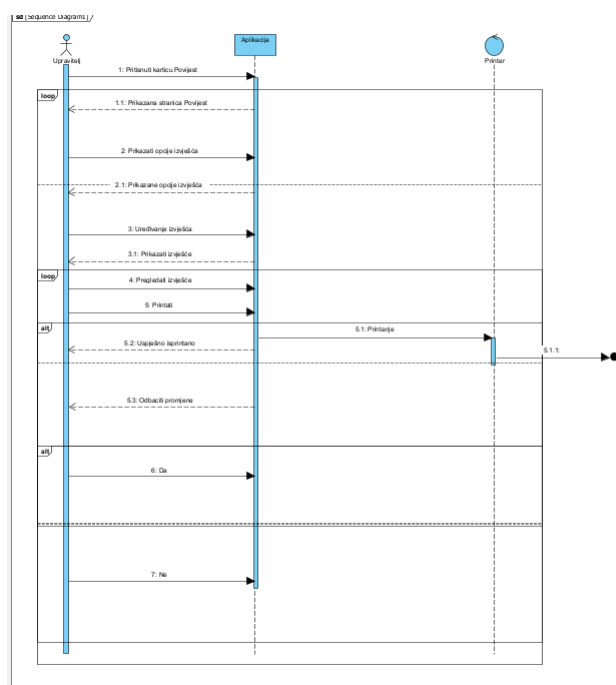 sd [Sequence Diagram1]
Upravitelj
Aplikacija
Printer
1: Pritisnuti karticu Povijest
loop
1.1: Prikazana stranica Povijest
2: Prikazati opcije izvješća
2.1: Prikazane opcije izvješća
3: Uređivanje izvješća
3.1: Prikazati izvješće
loop
4: Pregledati izvješće
5: Printati
alt
5.1: Printanje
5.2: Uspješno isprintano
5.1.1:
5.3: Odbaciti promjene
alt
6: Da
7: Ne